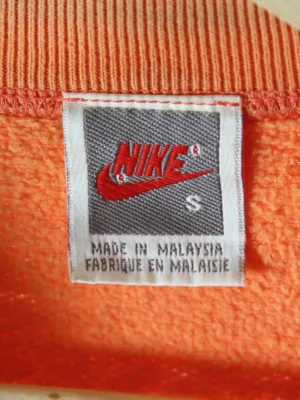 NIKE
S
MADE IN MALAYSIA
FABRIQUE EN MALAISIE